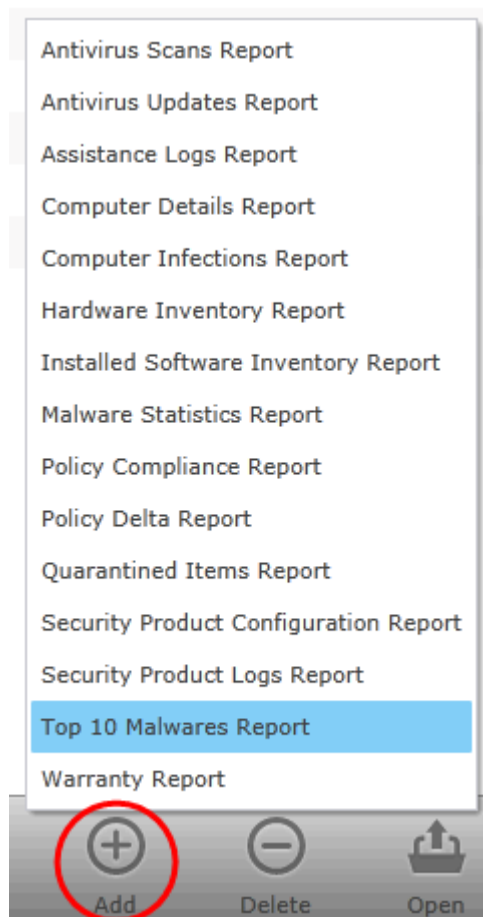 Antivirus Scans Report
Antivirus Updates Report
Assistance Logs Report
Computer Details Report
Computer Infections Report
Hardware Inventory Report
Installed Software Inventory Report
Malware Statistics Report
Policy Compliance Report
Policy Delta Report
Quarantined Items Report
Security Product Configuration Report
Security Product Logs Report
Top 10 Malwares Report
Warranty Report
Add Delete Open